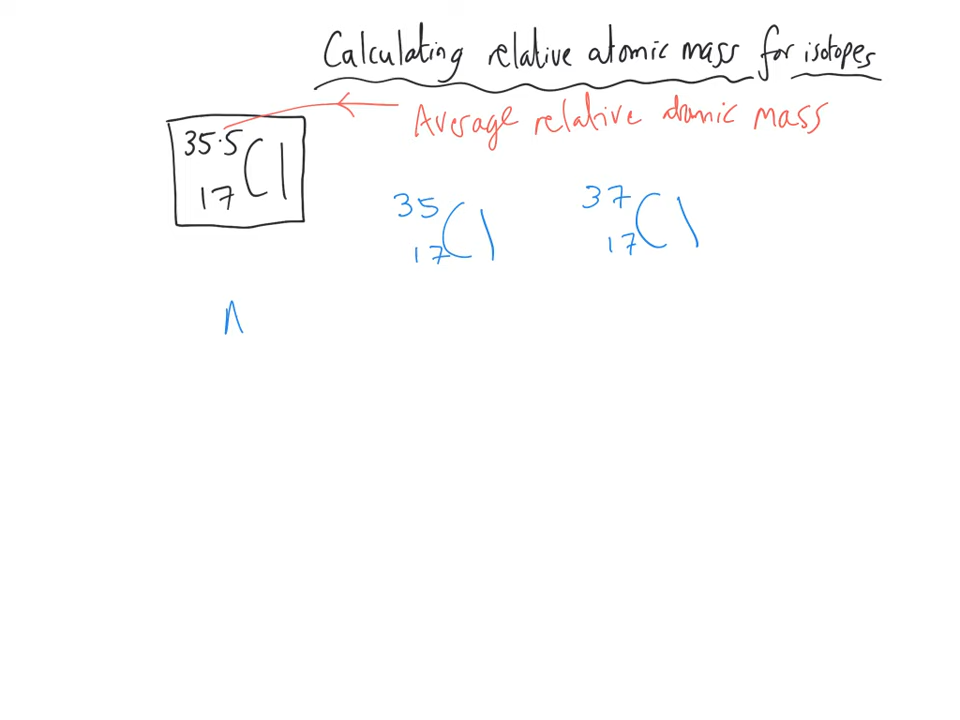 Calculating relative atomic mass for isotopes
Average relative atomic mass
35.5
17 Cl
35
17 Cl
37
17 Cl